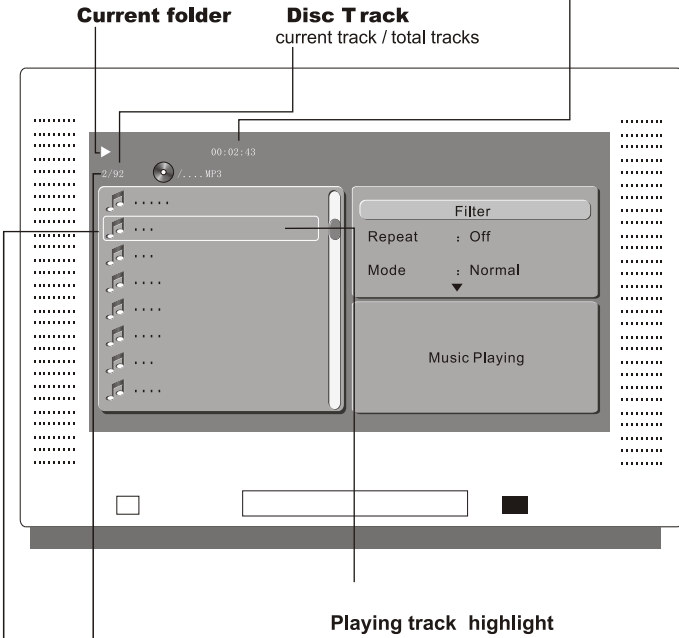 Current folder
Disc Track
current track / total tracks
00:02:43
2/92
/....MP3
.....
...
...
....
....
....
...
....
Filter
Repeat : Off
Mode : Normal
Music Playing
Playing track highlight